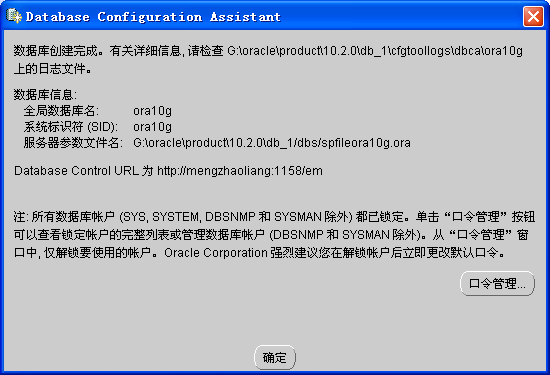 Database Configuration Assistant
数据库创建完成。有关详细信息, 请检查 G:\oracle\product\10.2.0\db_1\cfgtoollogs\dbca\ora10g
上的日志文件。
数据库信息:
全局数据库名: ora10g
系统标识符 (SID): ora10g
服务器参数文件名: G:\oracle\product\10.2.0\db_1/dbs/spfileora10g.ora
Database Control URL 为 http://mengzhaoliang:1158/em
注: 所有数据库帐户 (SYS, SYSTEM, DBSNMP 和 SYSMAN 除外) 都已锁定。单击“口令管理”按钮
可以查看锁定帐户的完整列表或管理数据库帐户 (DBSNMP 和 SYSMAN 除外)。从“口令管理”窗
口中, 仅解锁要使用的帐户。Oracle Corporation 强烈建议您在解锁帐户后立即更改默认口令。
口令管理...
确定